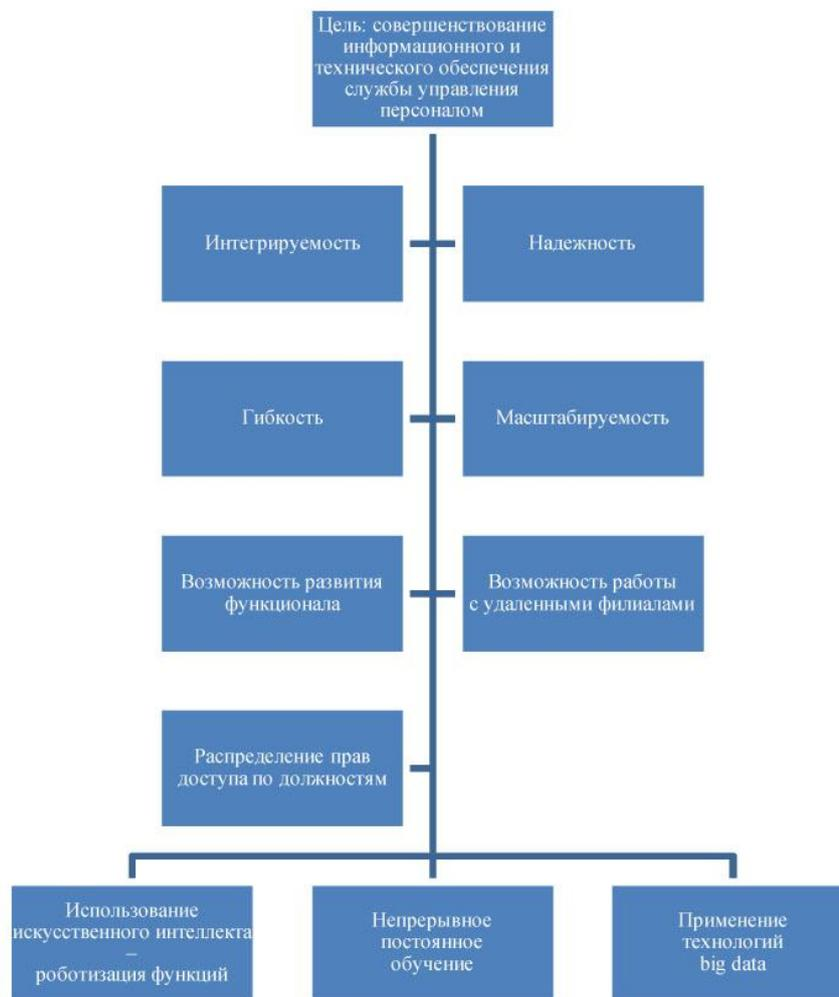 Цель: совершенствование
информационного и
технического обеспечения
службы управления
персоналом
Интегрируемость
Надежность
Гибкость
Масштабируемость
Возможность развития
функционала
Возможность работы
с удаленными филиалами
Распределение прав
доступа по должностям
Использование
искусственного интеллекта
–
роботизация функций
Непрерывное
постоянное
обучение
Применение
технологий
big data